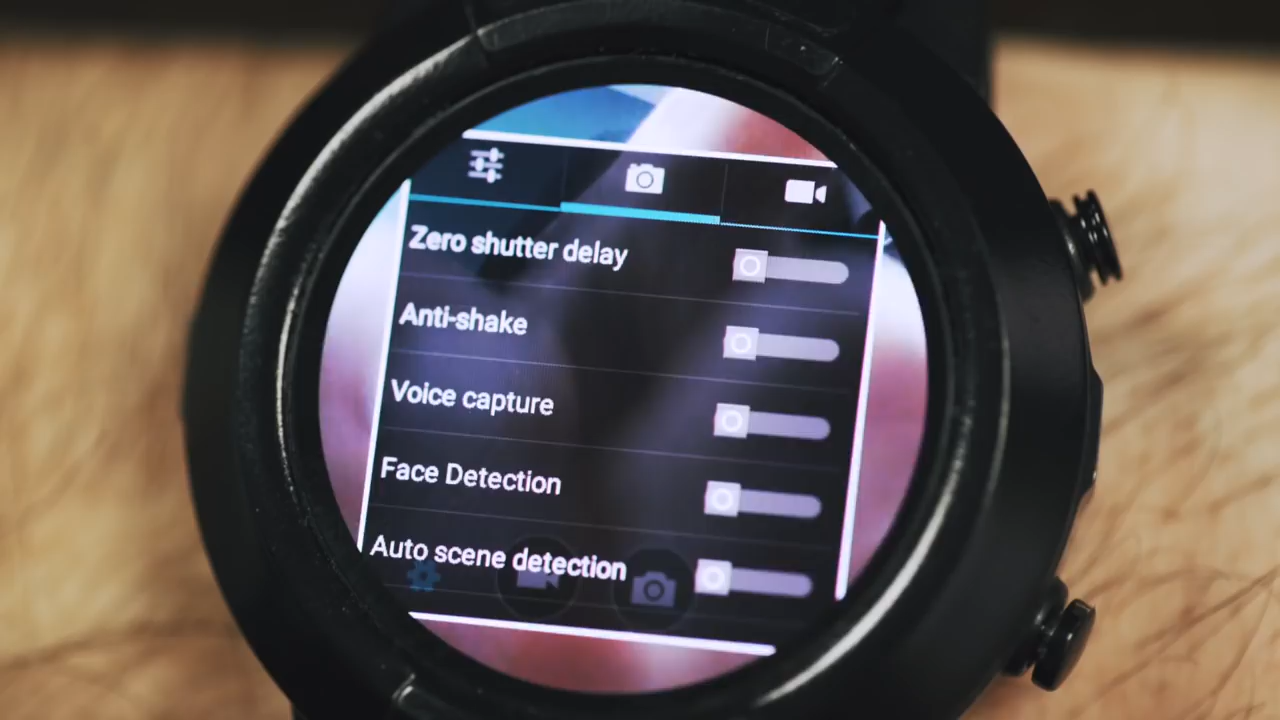 Zero shutter delay
Anti-shake
Voice capture
Face Detection
Auto scene detection